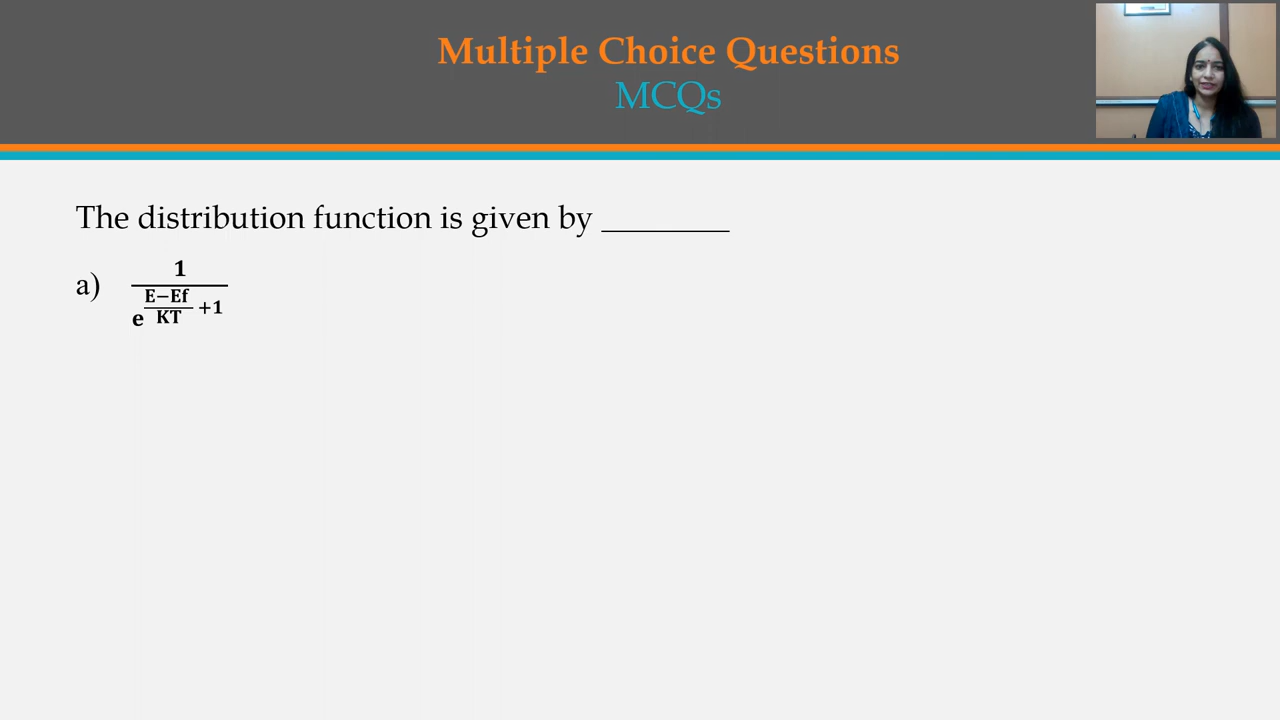 Multiple Choice Questions
MCQs
The distribution function is given by ________
a) 1
E−Ef
e KT +1